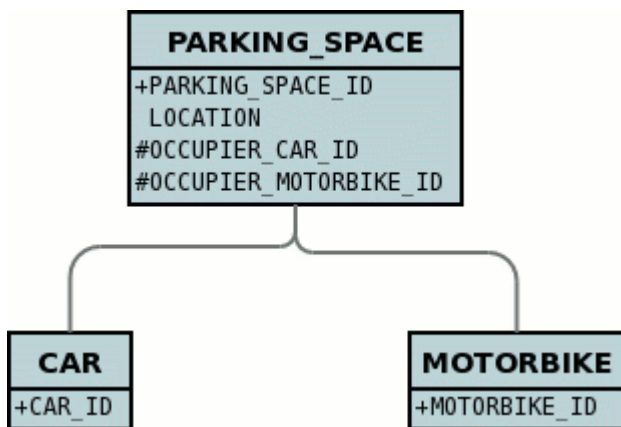 PARKING_SPACE
+PARKING_SPACE_ID
LOCATION
#OCCUPIER_CAR_ID
#OCCUPIER_MOTORBIKE_ID
CAR
+CAR_ID
MOTORBIKE
+MOTORBIKE_ID